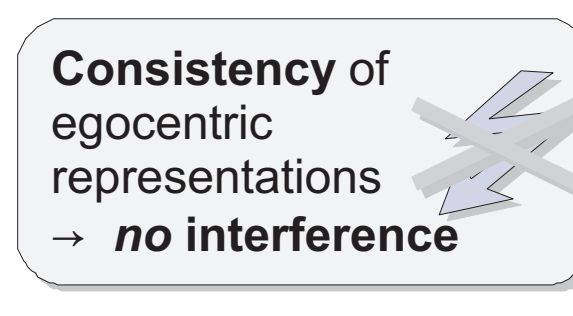 Consistency of
egocentric
representations
→ no interference